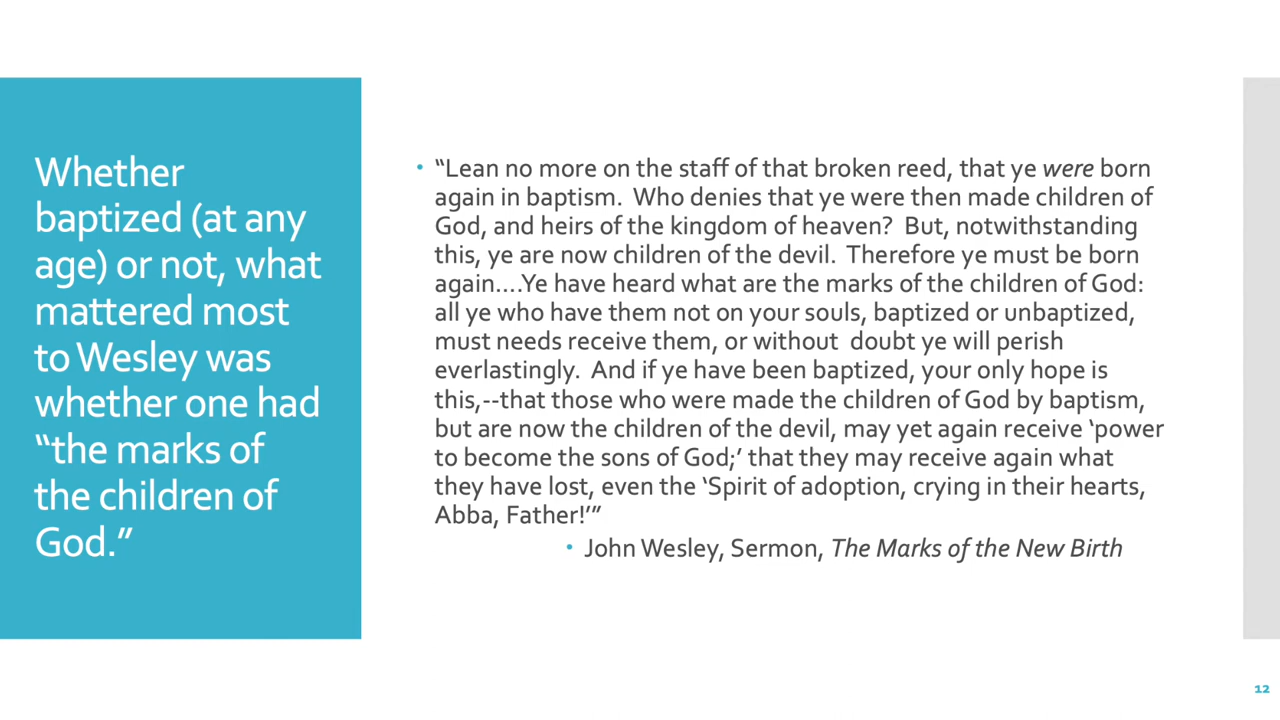 Whether
baptized (at any
age) or not, what
mattered most
to Wesley was
whether one had
“the marks of
the children of
God.”
• “Lean no more on the staff of that broken reed, that ye were born
again in baptism.  Who denies that ye were then made children of
God, and heirs of the kingdom of heaven?  But, notwithstanding
this, ye are now children of the devil.  Therefore ye must be born
again....Ye have heard what are the marks of the children of God:
all ye who have them not on your souls, baptized or unbaptized,
must needs receive them, or without  doubt ye will perish
everlastingly.  And if ye have been baptized, your only hope is
this,--that those who were made the children of God by baptism,
but are now the children of the devil, may yet again receive ‘power
to become the sons of God;’ that they may receive again what
they have lost, even the ‘Spirit of adoption, crying in their hearts,
Abba, Father!’”
• John Wesley, Sermon, The Marks of the New Birth
12